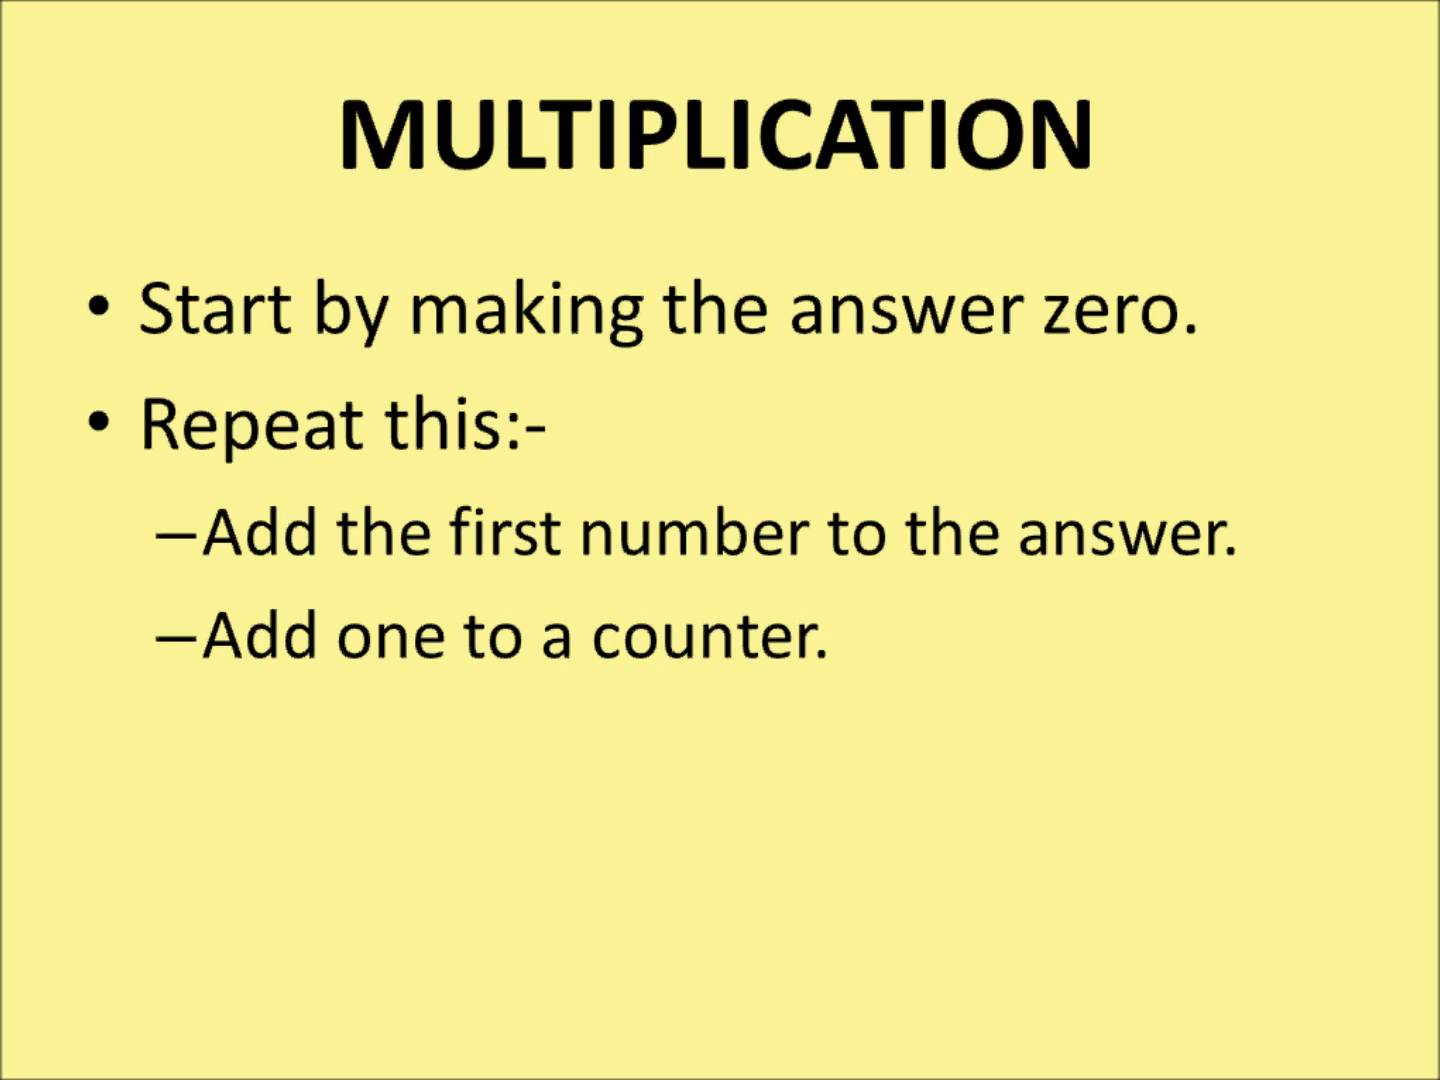 MULTIPLICATION
• Start by making the answer zero.
• Repeat this:-
–Add the first number to the answer.
–Add one to a counter.